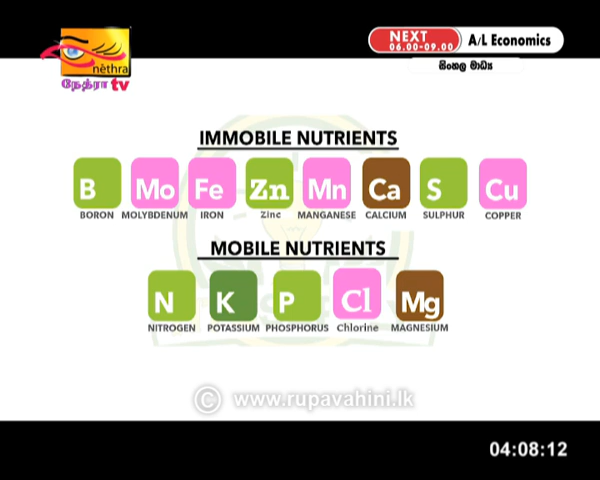 NEXT
06.00-09.00
A/L Economics
සිංහල මාධ්‍ය
nēthra
நேத்ரா tv
IMMOBILE NUTRIENTS
B Mo Fe Zn Mn Ca S Cu
BORON MOLYBDENUM IRON Zinc MANGANESE CALCIUM SULPHUR COPPER
MOBILE NUTRIENTS
N K P Cl Mg
NITROGEN POTASSIUM PHOSPHORUS Chlorine MAGNESIUM
© www.rupavahini.lk
04:08:12